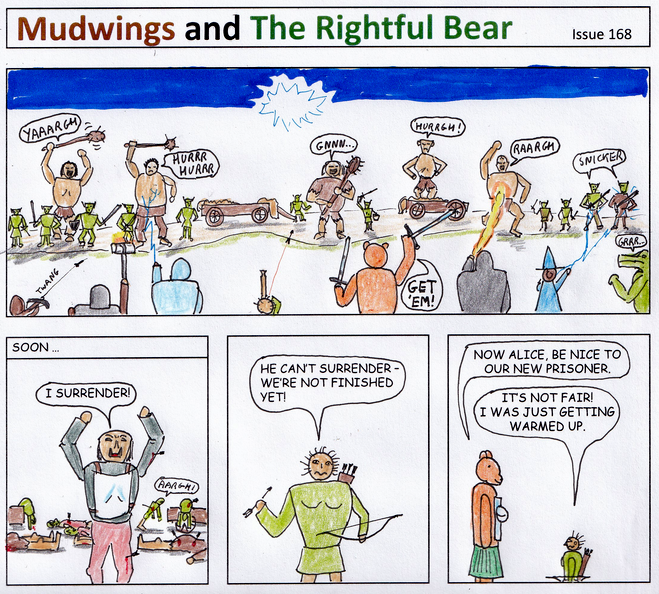 Mudwings and The Rightful Bear
Issue 168
YAAARGH
HURRR
HURRR
GNNN...
HURRGH!
RAARGH
SNICKER
GRRR..
TWANG
GET
'EM!
SOON ...
I SURRENDER!
AARGH!
HE CAN'T SURRENDER -
WE'RE NOT FINISHED
YET!
NOW ALICE, BE NICE TO
OUR NEW PRISONER.
IT'S NOT FAIR!
I WAS JUST GETTING
WARMED UP.